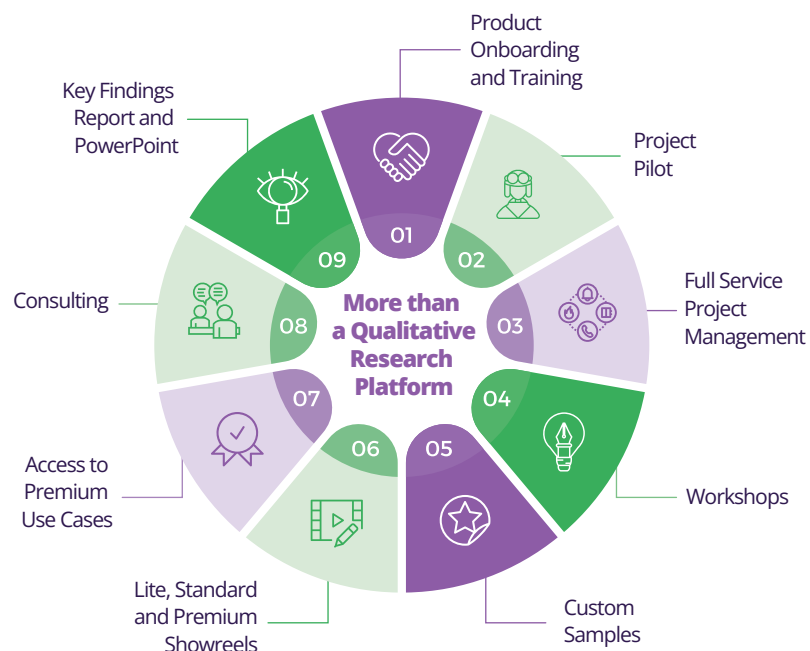 Product
Onboarding
and Training
01
Project
Pilot
02
Full Service
Project
Management
03
Workshops
04
Custom
Samples
05
Lite, Standard
and Premium
Showreels
06
Access to
Premium
Use Cases
07
Consulting
08
Key Findings
Report and
PowerPoint
09
More than
a Qualitative
Research
Platform